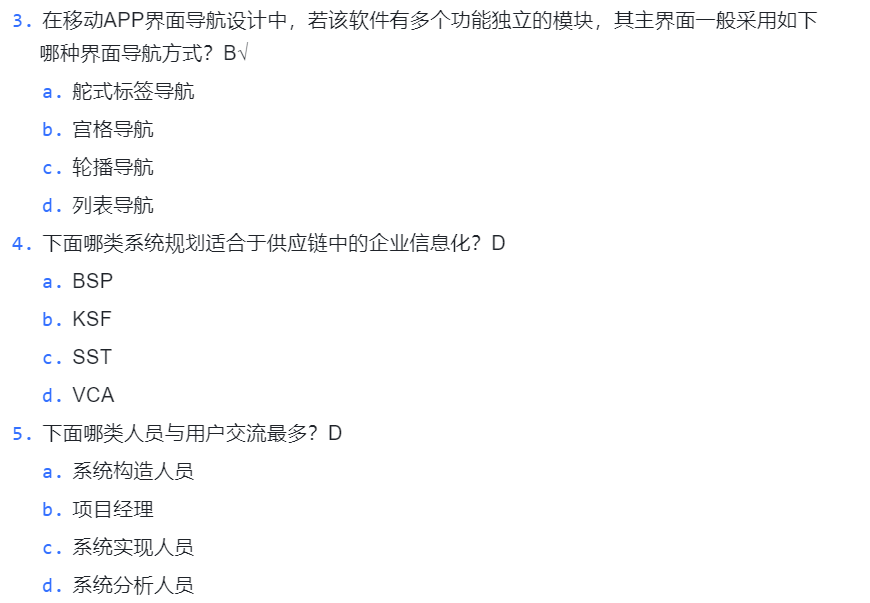 3. 在移动APP界面导航设计中，若该软件有多个功能独立的模块，其主界面一般采用如下
哪种界面导航方式？B√
a. 舵式标签导航
b. 宫格导航
c. 轮播导航
d. 列表导航
4. 下面哪类系统规划适合于供应链中的企业信息化？D
a. BSP
b. KSF
c. SST
d. VCA
5. 下面哪类人员与用户交流最多？D
a. 系统构造人员
b. 项目经理
c. 系统实现人员
d. 系统分析人员